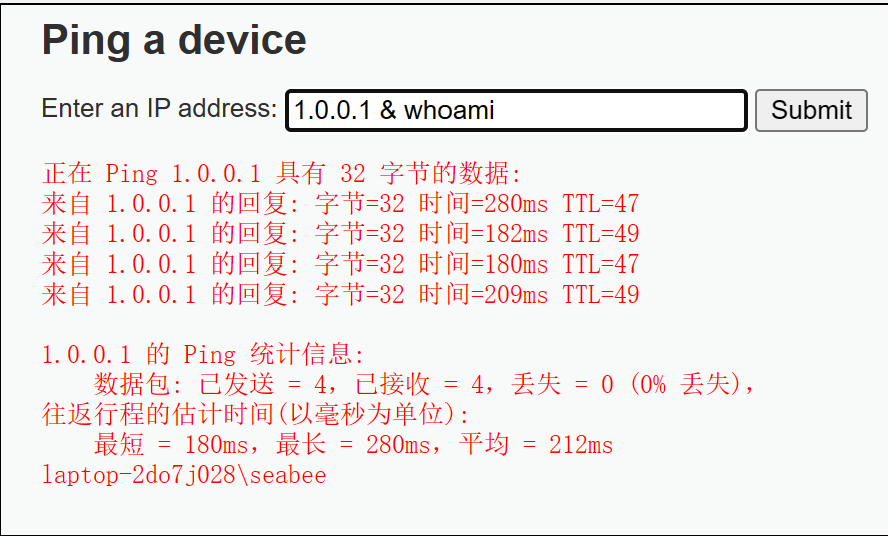 Ping a device
Enter an IP address: 1.0.0.1 & whoami Submit
正在 Ping 1.0.0.1 具有 32 字节的数据:
来自 1.0.0.1 的回复: 字节=32 时间=280ms TTL=47
来自 1.0.0.1 的回复: 字节=32 时间=182ms TTL=49
来自 1.0.0.1 的回复: 字节=32 时间=180ms TTL=47
来自 1.0.0.1 的回复: 字节=32 时间=209ms TTL=49
1.0.0.1 的 Ping 统计信息:
数据包: 已发送 = 4，已接收 = 4，丢失 = 0 (0% 丢失)，
往返行程的估计时间(以毫秒为单位):
最短 = 180ms，最长 = 280ms，平均 = 212ms
laptop-2do7j028\seabee